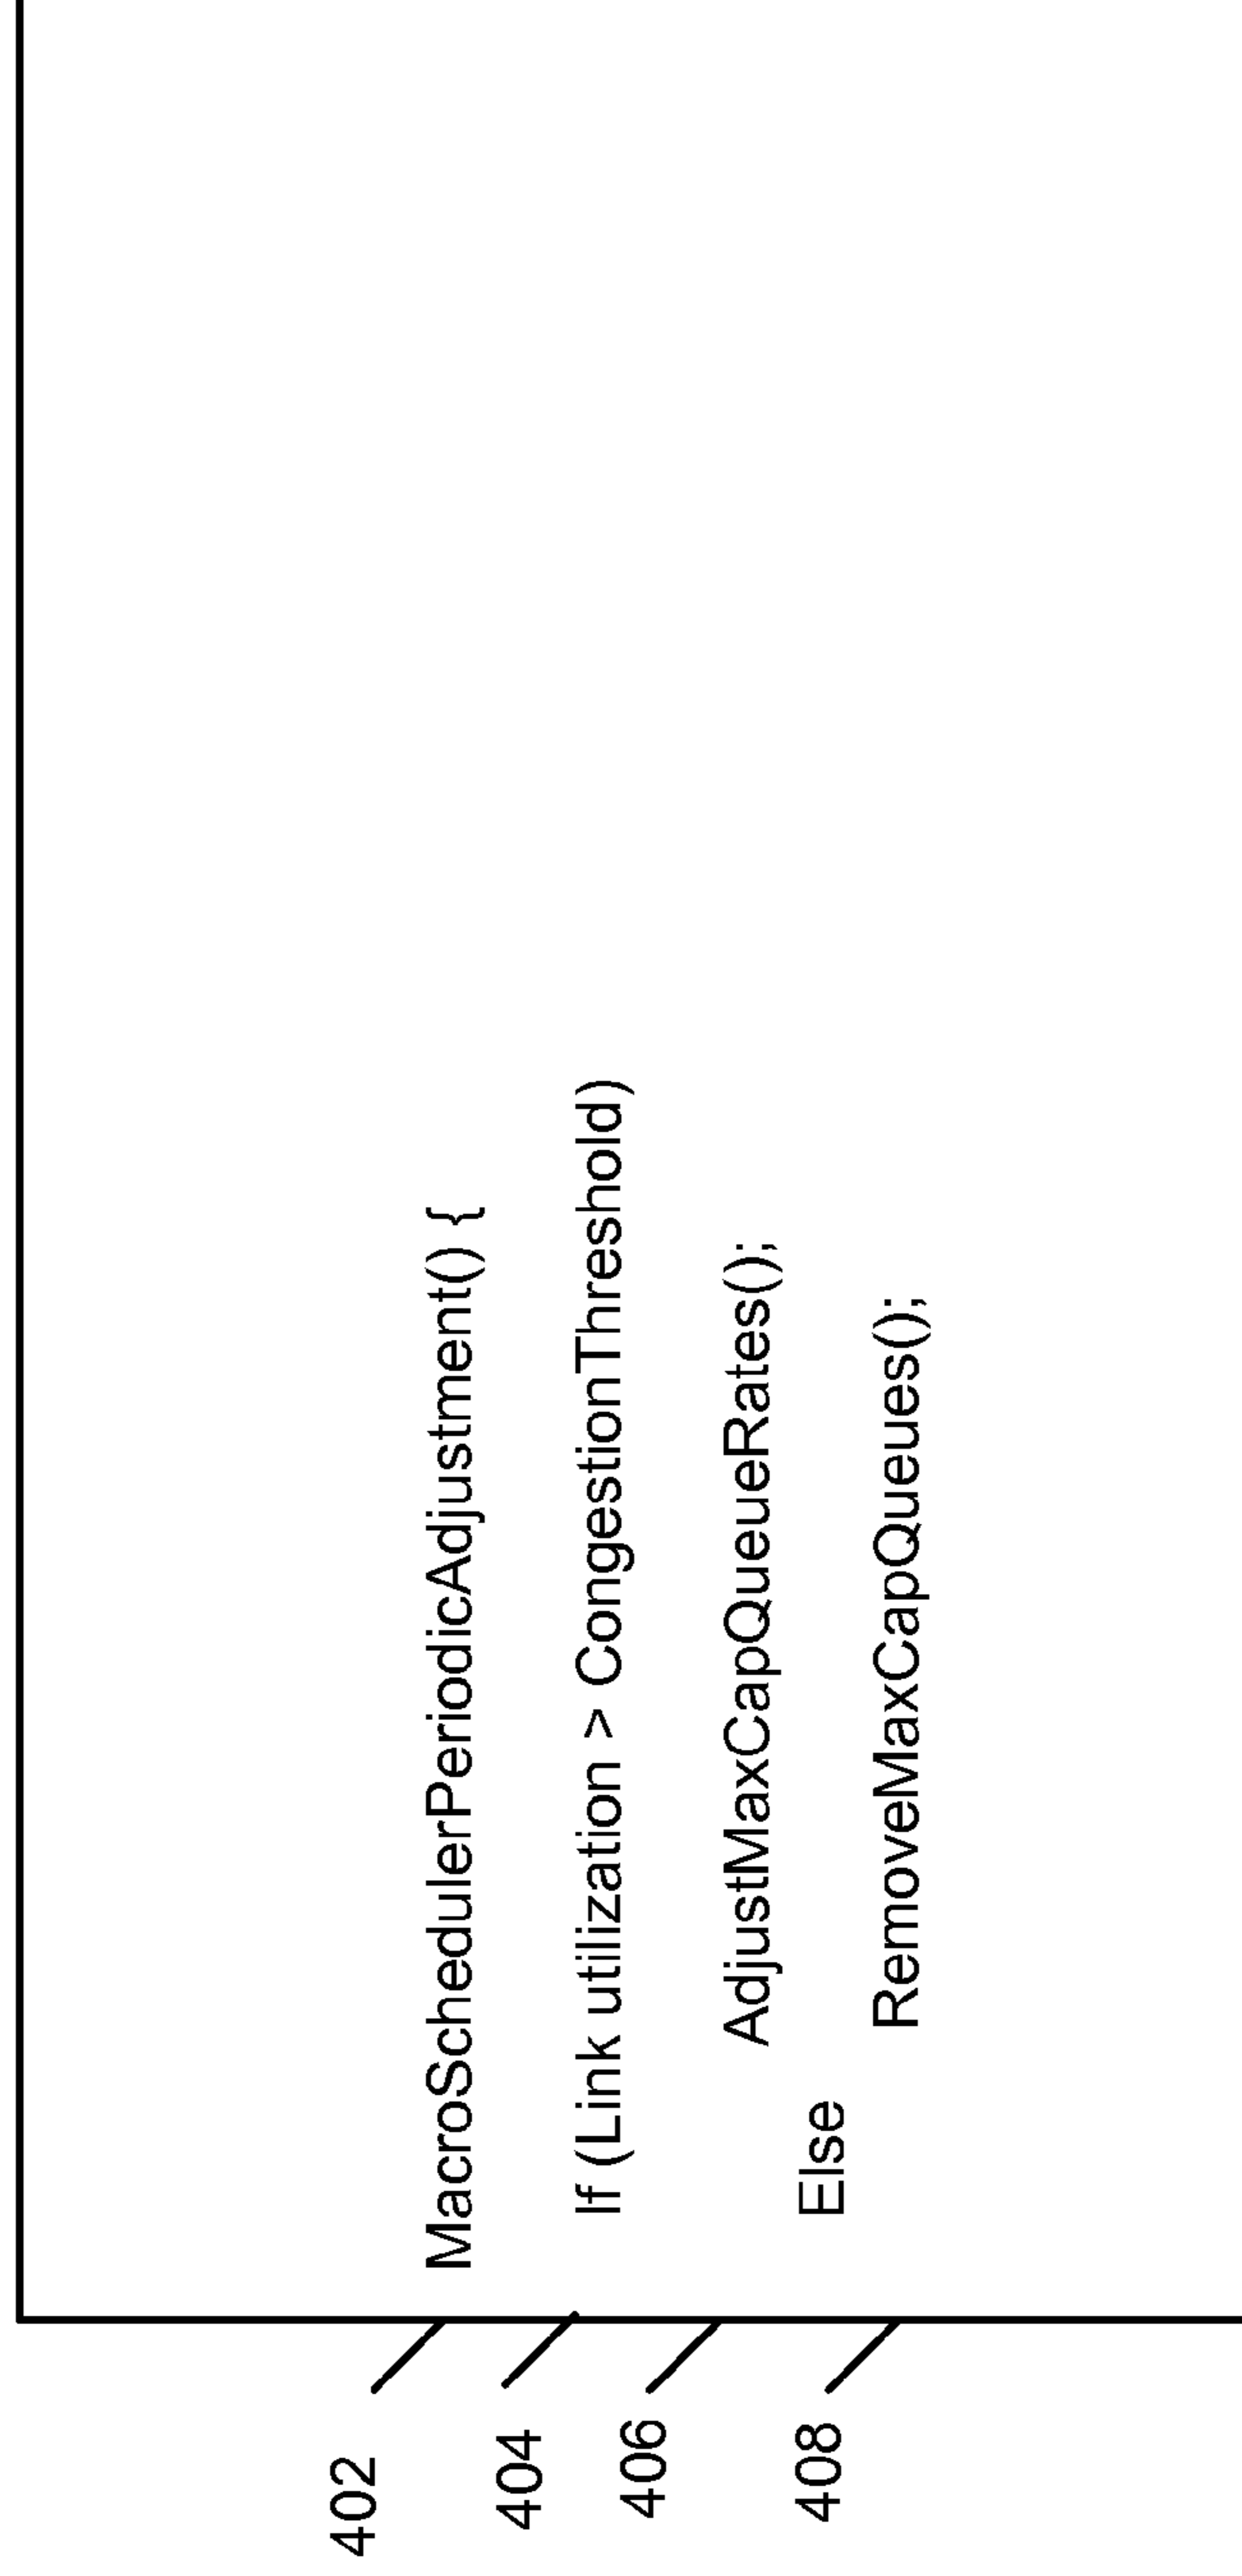 402
MacroSchedulerPeriodicAdjustment() {
404
If (Link utilization > CongestionThreshold)
406
AdjustMaxCapQueueRates();
Else
408
RemoveMaxCapQueues();